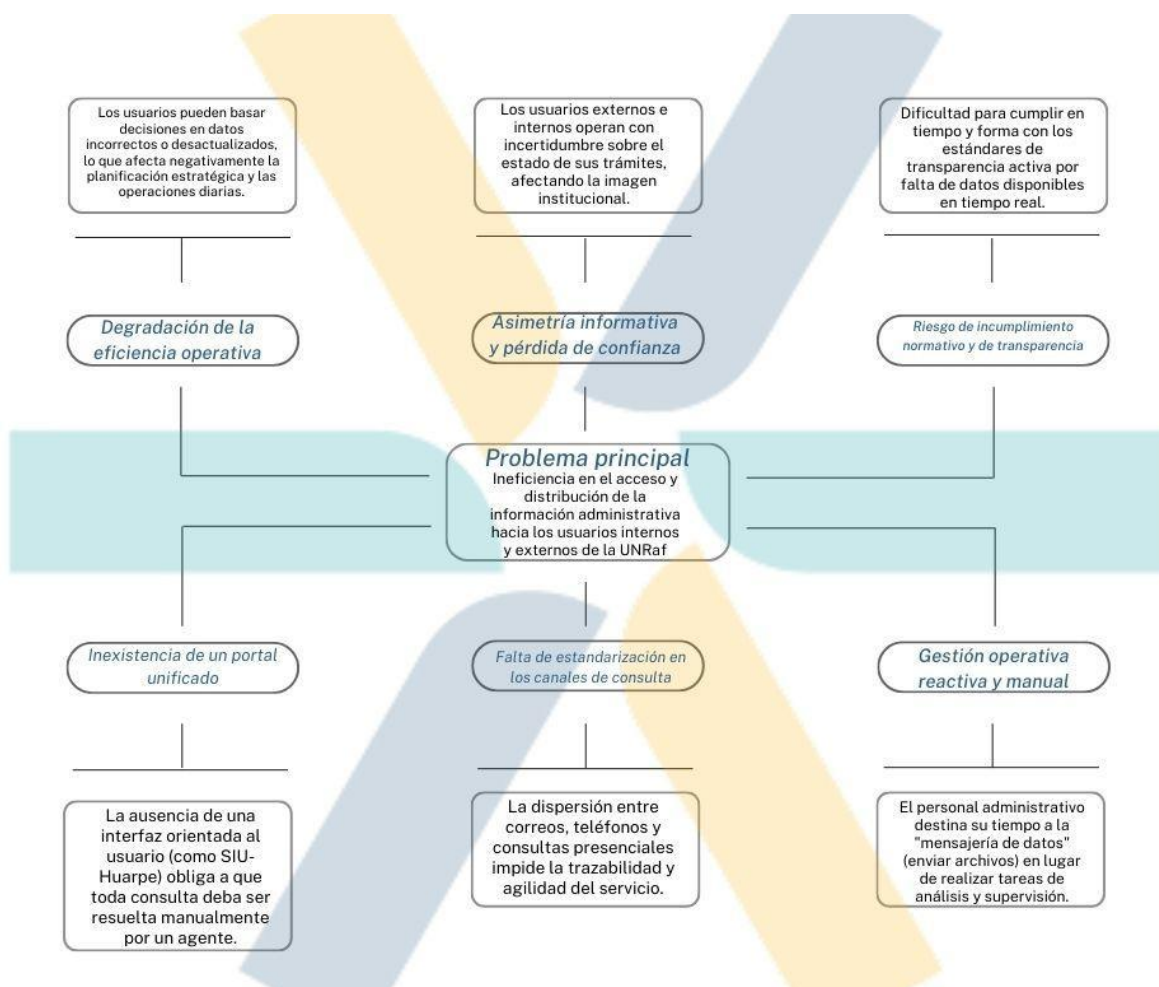 Los usuarios pueden basar
decisiones en datos
incorrectos o desactualizados,
lo que afecta negativamente la
planificación estratégica y las
operaciones diarias.
Los usuarios externos e
internos operan con
incertidumbre sobre el
estado de sus trámites,
afectando la imagen
institucional.
Dificultad para cumplir en
tiempo y forma con los
estándares de
transparencia activa por
falta de datos disponibles
en tiempo real.
Degradación de la
eficiencia operativa
Asimetría informativa
y pérdida de confianza
Riesgo de incumplimiento
normativo y de transparencia
Problema principal
Ineficiencia en el acceso y
distribución de la
información administrativa
hacia los usuarios internos
y externos de la UNRaf
Inexistencia de un portal
unificado
Falta de estandarización en
los canales de consulta
Gestión operativa
reactiva y manual
La ausencia de una
interfaz orientada al
usuario (como SIU-
Huarpe) obliga a que
toda consulta deba ser
resuelta manualmente
por un agente.
La dispersión entre
correos, teléfonos y
consultas presenciales
impide la trazabilidad y
agilidad del servicio.
El personal administrativo
destina su tiempo a la
"mensajería de datos"
(enviar archivos) en lugar
de realizar tareas de
análisis y supervisión.